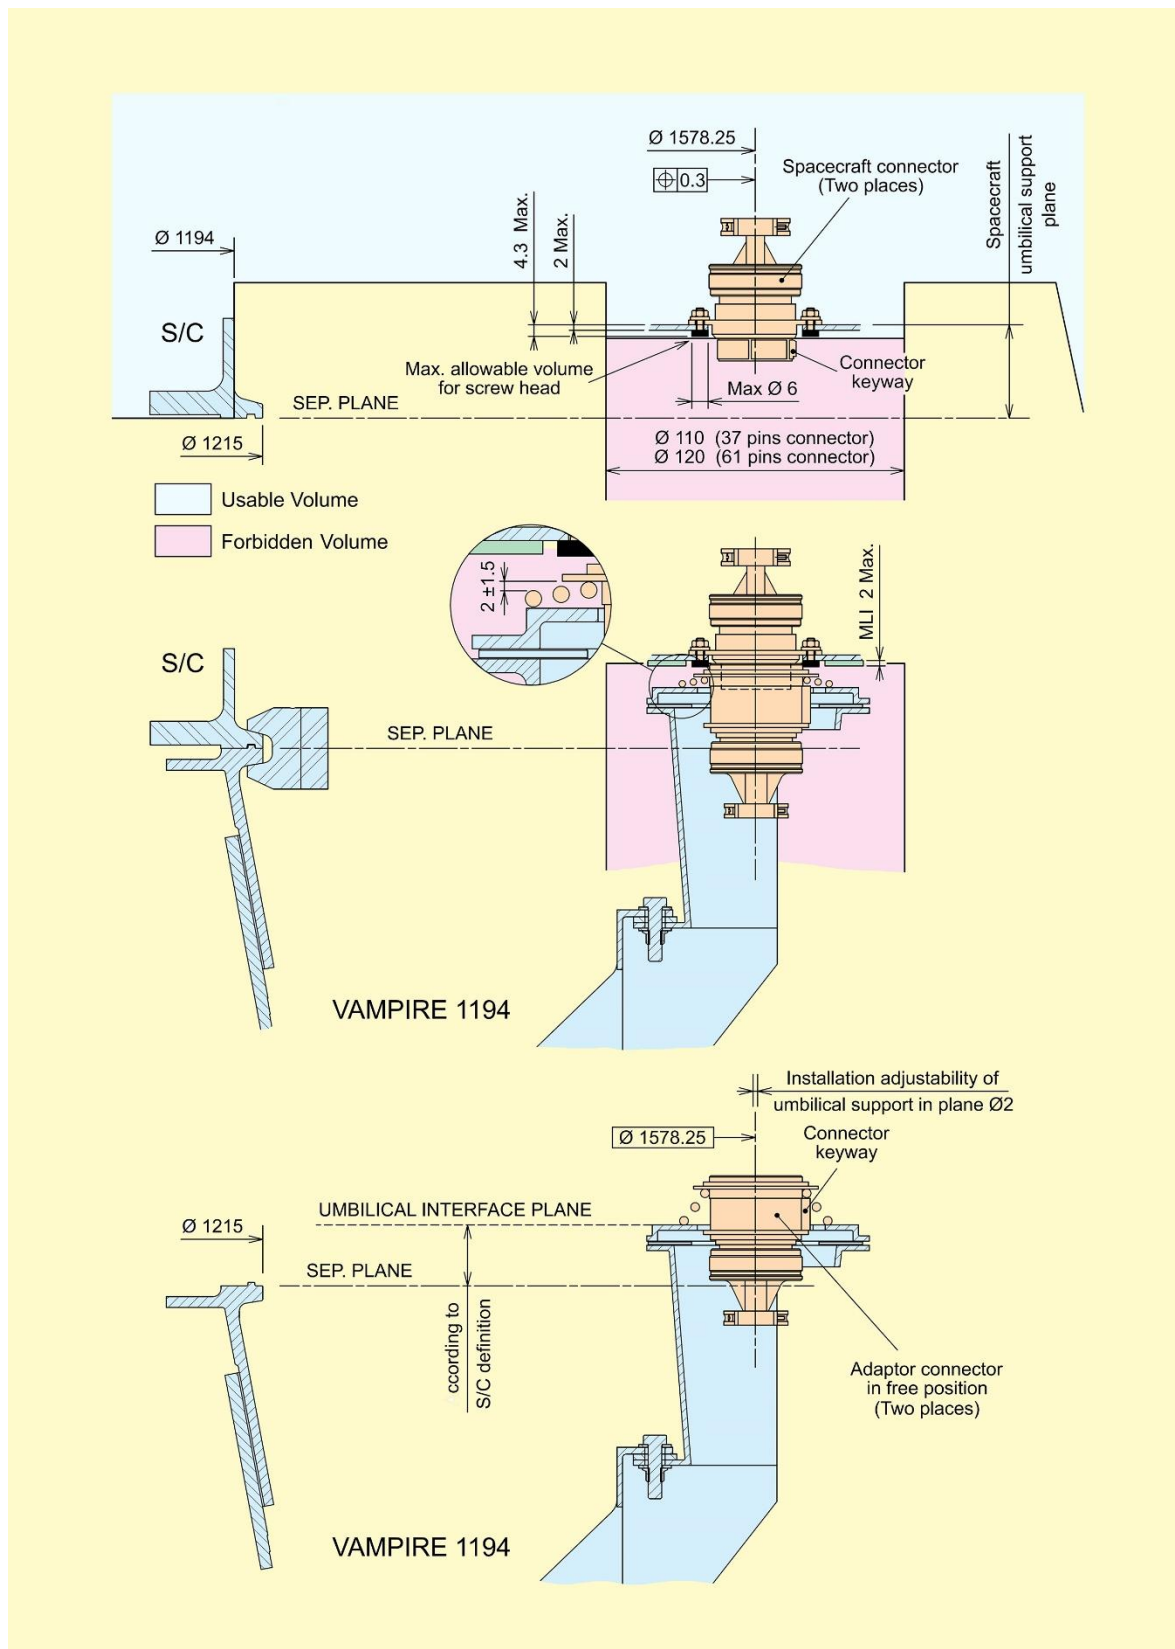 Ø 1578.25
0.3
Spacecraft connector
(Two places)
Spacecraft
umbilical support
plane
4.3 Max.
2 Max.
Ø 1194
S/C
Max. allowable volume
for screw head
Connector
keyway
Max Ø 6
SEP. PLANE
Ø 1215
Ø 110 (37 pins connector)
Ø 120 (61 pins connector)
Usable Volume
Forbidden Volume
2 ±1.5
MLI 2 Max.
S/C
SEP. PLANE
VAMPIRE 1194
Installation adjustability of
umbilical support in plane Ø2
Ø 1578.25
Connector
keyway
UMBILICAL INTERFACE PLANE
Ø 1215
SEP. PLANE
ccording to
S/C definition
Adaptor connector
in free position
(Two places)
VAMPIRE 1194